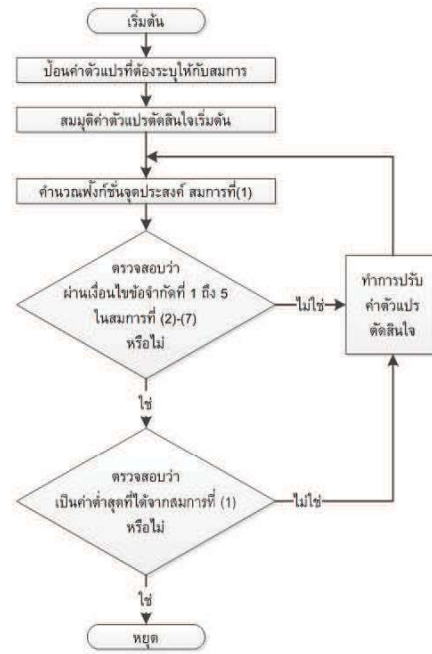 เริ่มต้น
ป้อนค่าตัวแปรที่ต้องระบุให้กับสมการ
สมมุติค่าตัวแปรตัดสินใจเริ่มต้น
คำนวณฟังก์ชั่นจุดประสงค์ สมการที่(1)
ตรวจสอบว่า
ผ่านเงื่อนไขข้อจำกัดที่ 1 ถึง 5
ในสมการที่ (2)-(7)
หรือไม่
ไม่ใช่
ทำการปรับ
ค่าตัวแปร
ตัดสินใจ
ใช่
ตรวจสอบว่า
เป็นค่าต่ำสุดที่ได้จากสมการที่ (1)
หรือไม่
ไม่ใช่
ใช่
หยุด